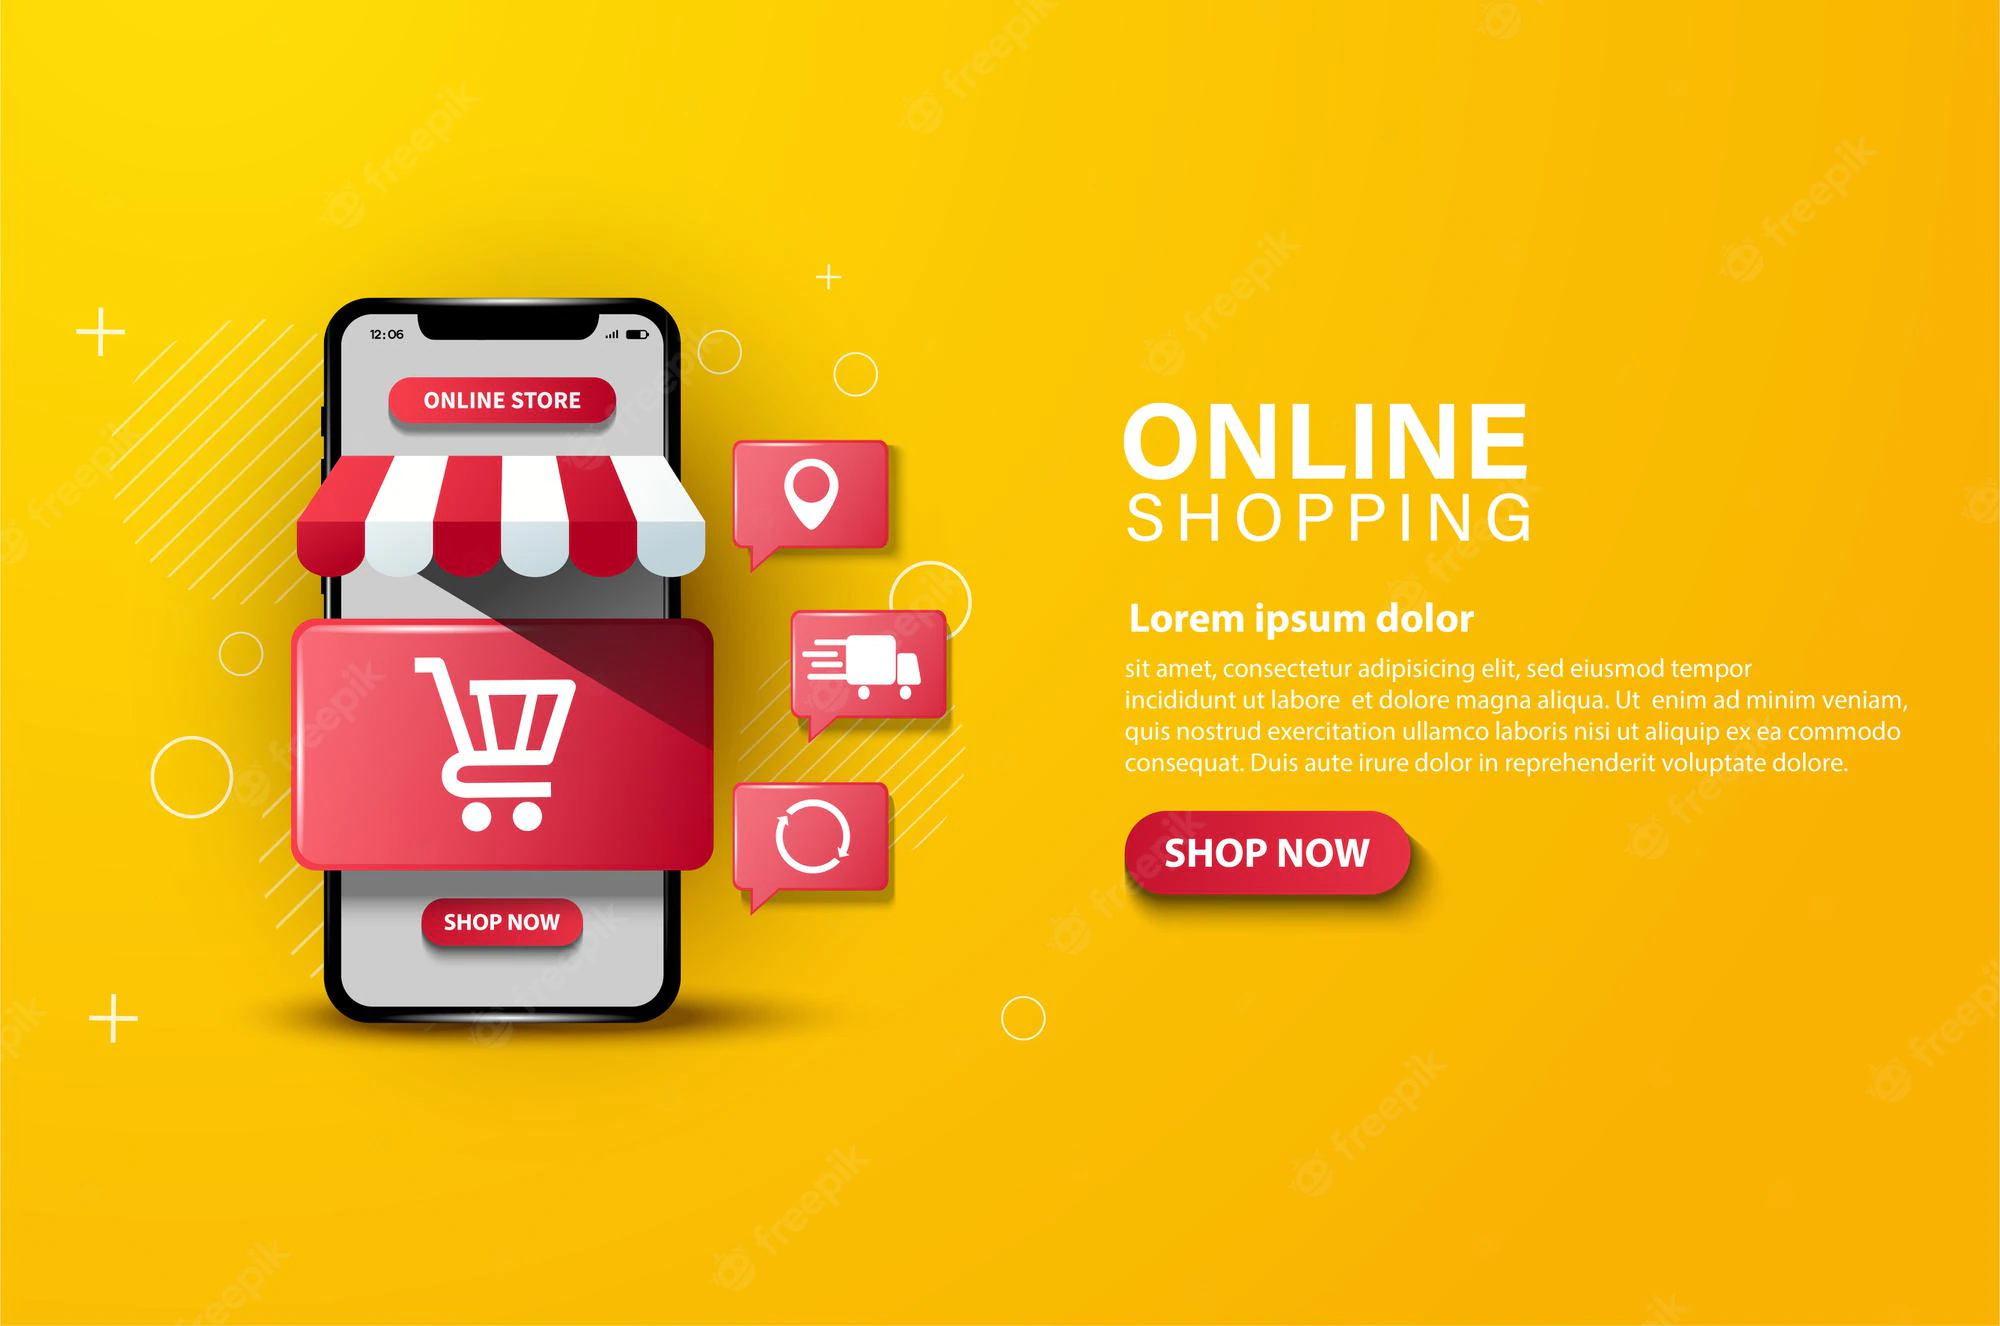 12:06
ONLINE STORE
SHOP NOW
ONLINE
SHOPPING
Lorem ipsum dolor
sit amet, consectetur adipisicing elit, sed eiusmod tempor
incididunt ut labore  et dolore magna aliqua. Ut  enim ad minim veniam,
quis nostrud exercitation ullamco laboris nisi ut aliquip ex ea commodo
consequat. Duis aute irure dolor in reprehenderit voluptate dolore.
SHOP NOW
freepik